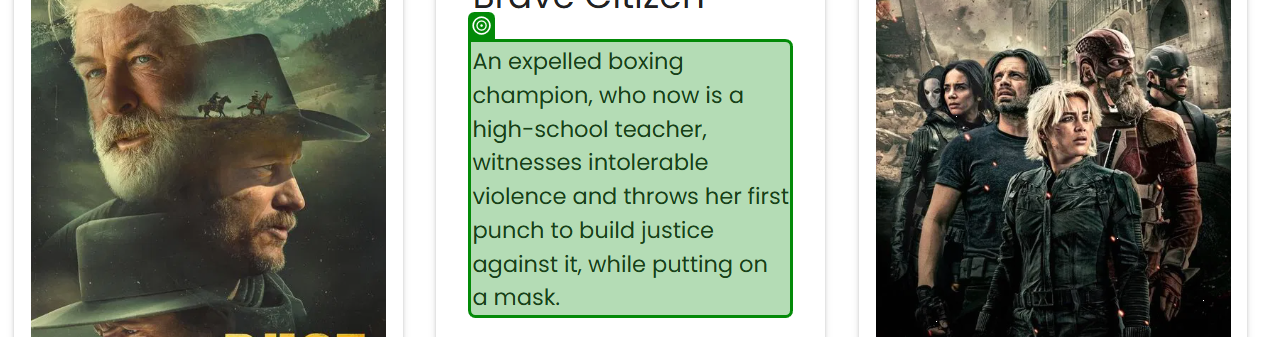 Brave Citizen
An expelled boxing
champion, who now is a
high-school teacher,
witnesses intolerable
violence and throws her first
punch to build justice
against it, while putting on
a mask.